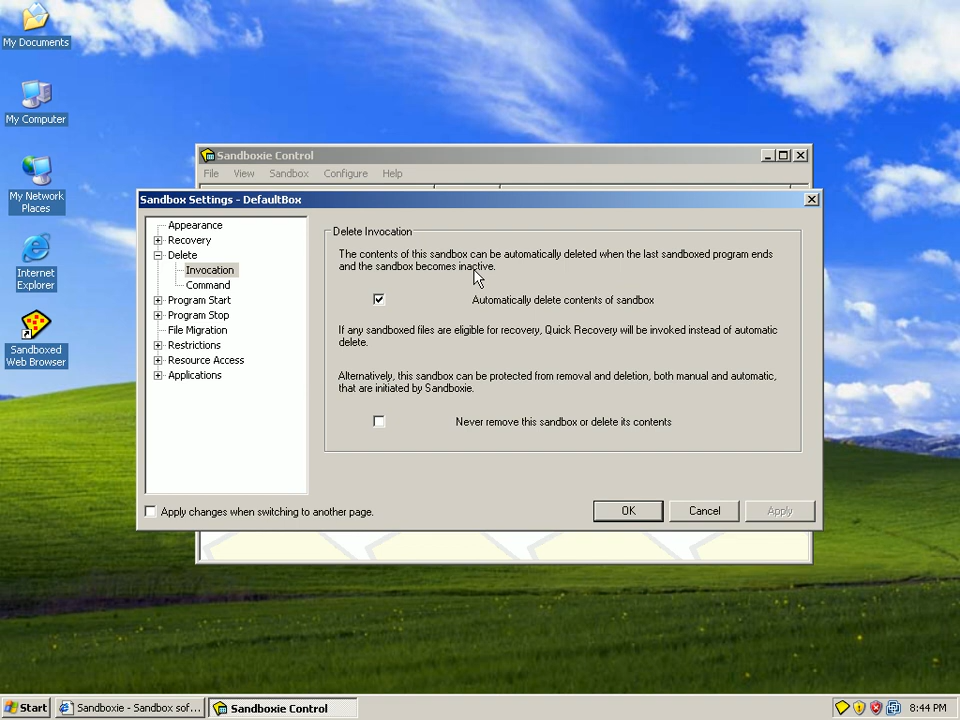 My Documents
My Computer
My Network
Places
Internet
Explorer
Sandboxed
Web Browser
Sandboxie Control
File View Sandbox Configure Help
Sandbox Settings - DefaultBox
Appearance
Recovery
Delete
Invocation
Command
Program Start
Program Stop
File Migration
Restrictions
Resource Access
Applications
Delete Invocation
The contents of this sandbox can be automatically deleted when the last sandboxed program ends
and the sandbox becomes inactive.
Automatically delete contents of sandbox
If any sandboxed files are eligible for recovery, Quick Recovery will be invoked instead of automatic
delete.
Alternatively, this sandbox can be protected from removal and deletion, both manual and automatic,
that are initiated by Sandboxie.
Never remove this sandbox or delete its contents
Apply changes when switching to another page.
OK Cancel Apply
Start Sandboxie - Sandbox sof... Sandboxie Control 8:44 PM